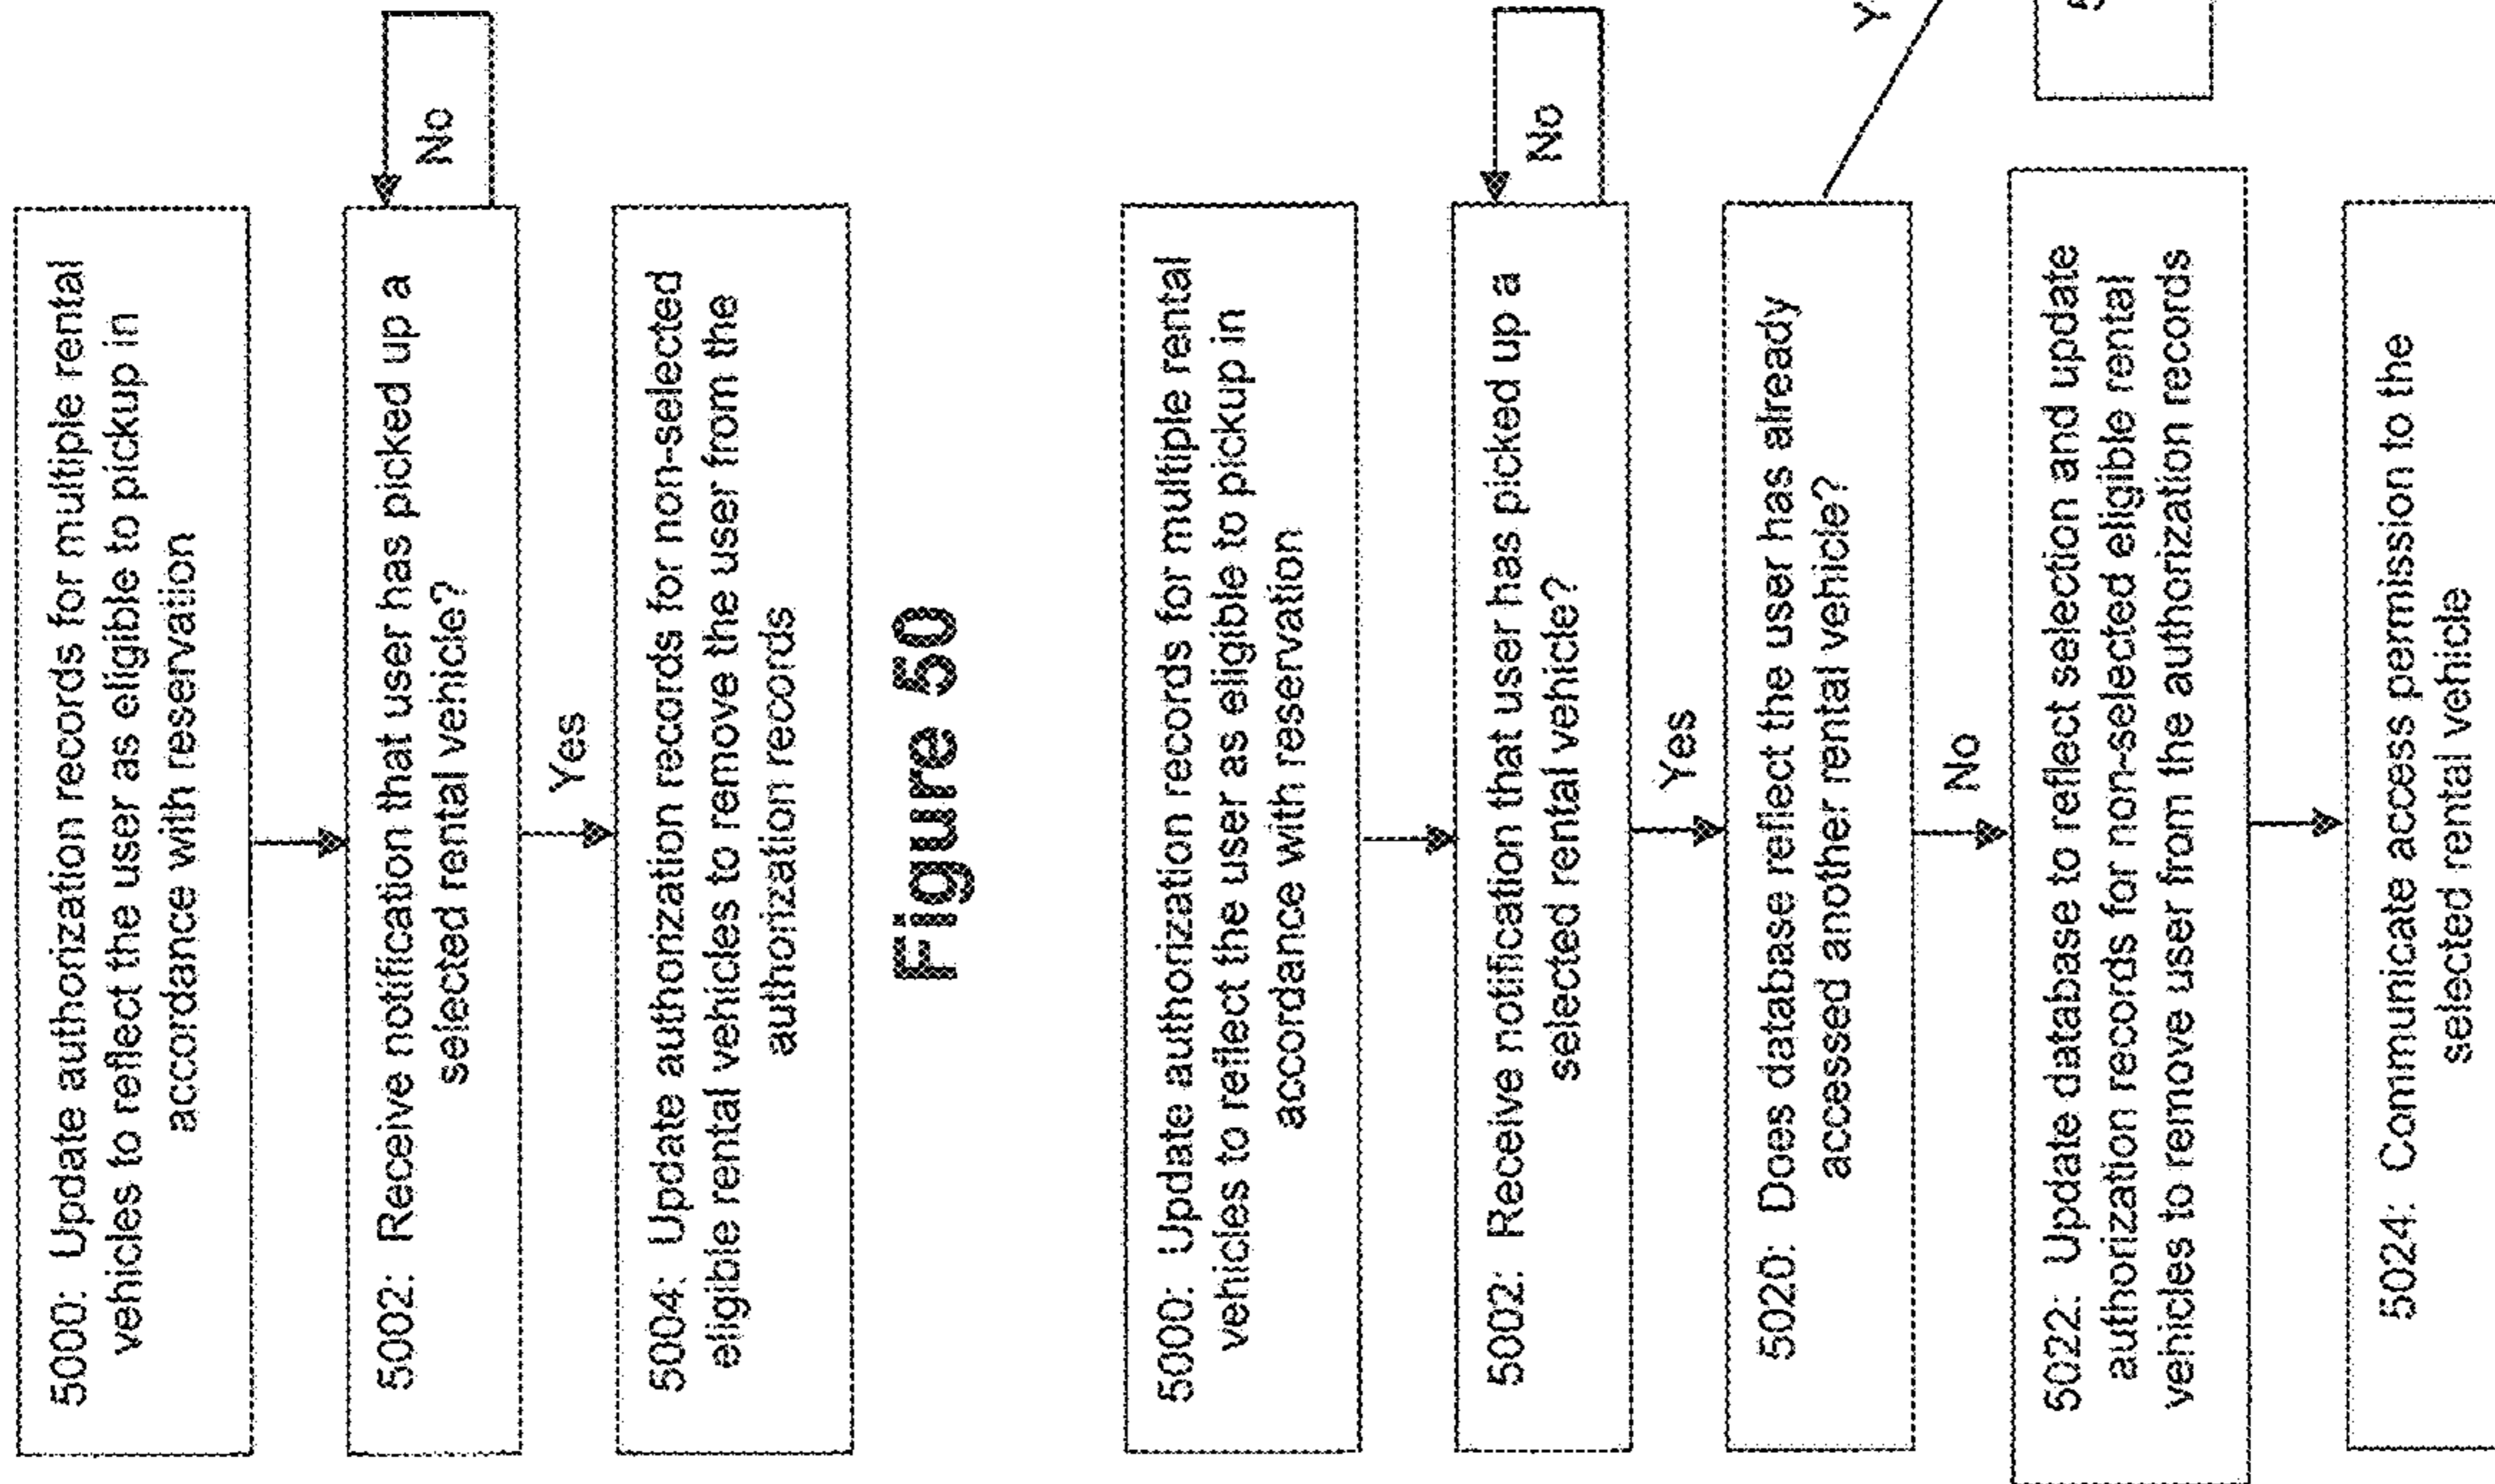 5000: Update authorization records for multiple rental
vehicles to reflect the user as eligible to pickup in
accordance with reservation
5002: Receive notification that user has picked up a
selected rental vehicle?
No
Yes
5004: Update authorization records for non-selected
eligible rental vehicles to remove the user from the
authorization records
Figure 50
5000: Update authorization records for multiple rental
vehicles to reflect the user as eligible to pickup in
accordance with reservation
5002: Receive notification that user has picked up a
selected rental vehicle?
No
Yes
5020: Does database reflect the user has already
accessed another rental vehicle?
No
5022: Update database to reflect selection and update
authorization records for non-selected eligible rental
vehicles to remove user from the authorization records
5024: Communicate access permission to the
selected rental vehicle